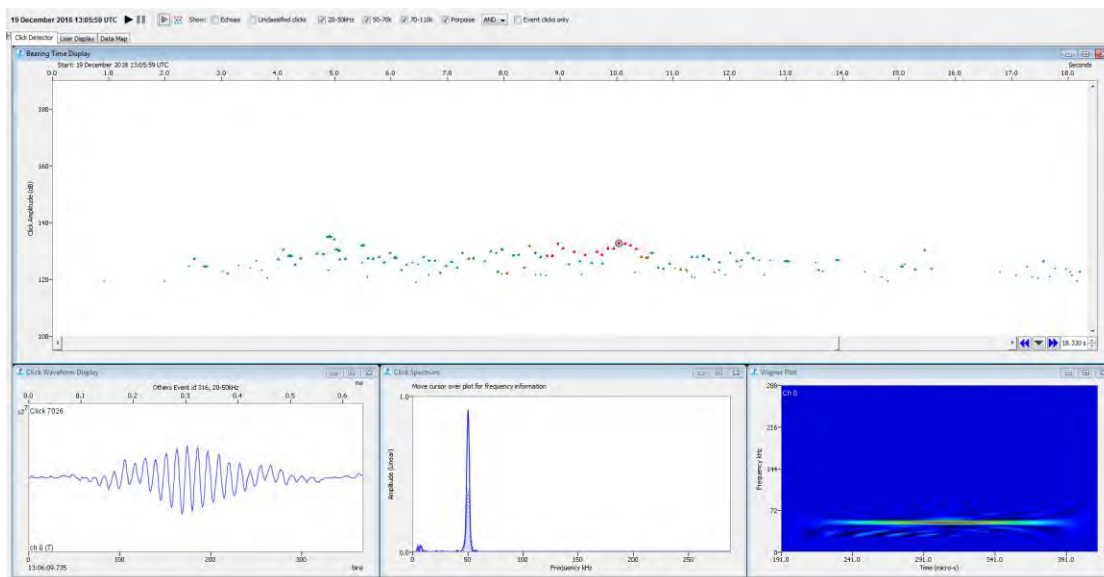 19 December 2018 13:05:59 UTC Show: Echoes Unclassified clicks 20-50kHz 50-70k 70-110k Porpoise AND Event clicks only
Click Detector User Display Data Map
Bearing Time Display
Start: 19 December 2018 13:05:59 UTC Seconds
0.0 1.0 2.0 3.0 4.0 5.0 6.0 7.0 8.0 9.0 10.0 11.0 12.0 13.0 14.0 15.0 16.0 17.0 18.0
Click Amplitude (dB)
180
160
140
120
100
18.330 s
Click Waveform Display
Others Event id 316, 20-50kHz ms
0.0 0.1 0.2 0.3 0.4 0.5 0.6
Click 7026
ch 0 (T)
100 200 300
13:06:09.735 time
Click Spectrum
Move cursor over plot for frequency information
1.0
Amplitude (Linear)
0.0
0 50 100 150 200 250
Frequency kHz
Wigner Plot
Ch 0
288
216
144
72
0.0
Frequency kHz
191.0 241.0 291.0 341.0 391.0
Time (micro-s)